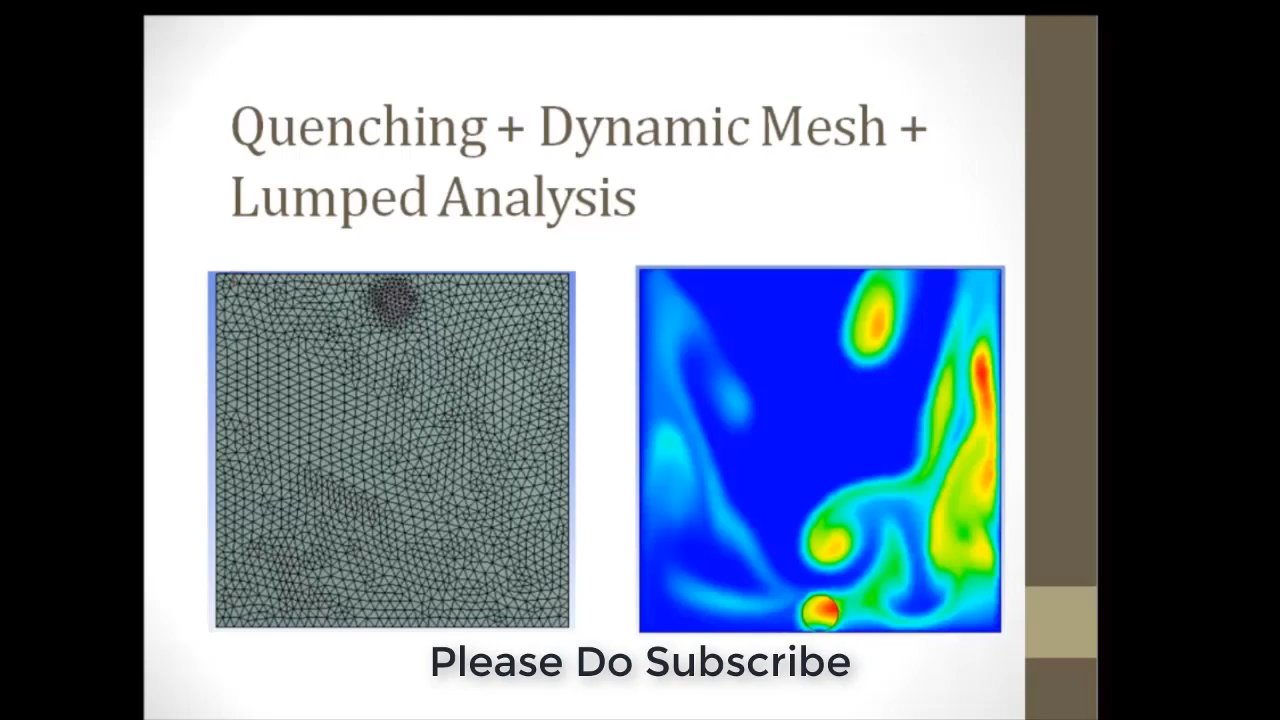 Quenching + Dynamic Mesh +
Lumped Analysis
Please Do Subscribe